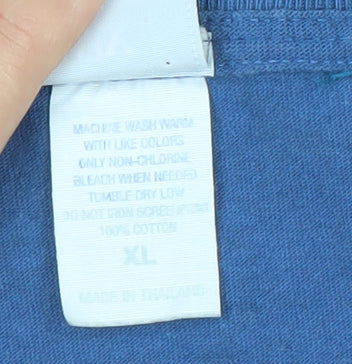 MACHINE WASH WARM
WITH LIKE COLORS
ONLY NON-CHLORINE
BLEACH WHEN NEEDED
TUMBLE DRY LOW
DO NOT IRON SCREENPRINT
100% COTTON
XL
MADE IN THAILAND